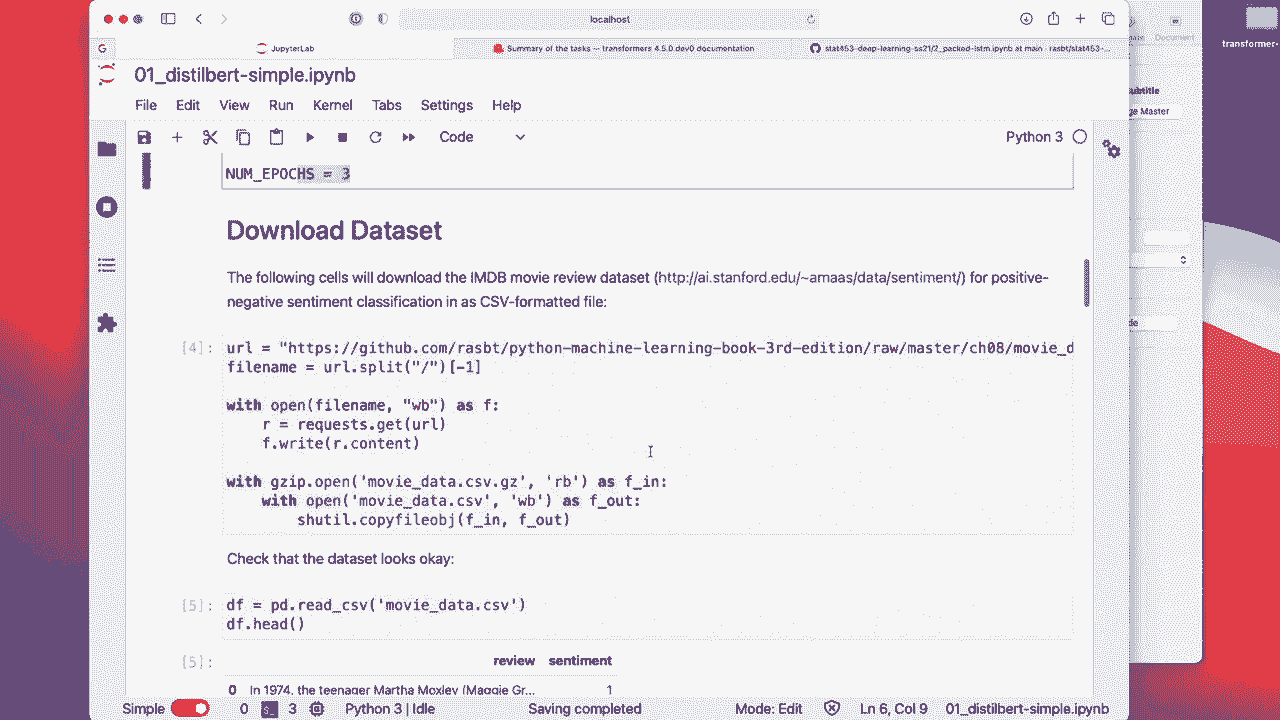 localhost
JupyterLab
Summary of the tasks — transformers 4.5.0.dev0 documentation
stat453-deep-learning-ss21/2_packed-lstm.ipynb at main · rasbt/stat453-...
Document
transformer-
01_distilbert-simple.ipynb
ubtitle
ge Master
File Edit View Run Kernel Tabs Settings Help
Code
Python 3
NUM_EPOCHS = 3
Download Dataset
The following cells will download the IMDB movie review dataset (http://ai.stanford.edu/~amaas/data/sentiment/) for positive-
negative sentiment classification in as CSV-formatted file:
[4]: url = "https://github.com/rasbt/python-machine-learning-book-3rd-edition/raw/master/ch08/movie_d
filename = url.split("/")[-1]
with open(filename, "wb") as f:
r = requests.get(url)
f.write(r.content)
with gzip.open('movie_data.csv.gz', 'rb') as f_in:
with open('movie_data.csv', 'wb') as f_out:
shutil.copyfileobj(f_in, f_out)
Check that the dataset looks okay:
[5]: df = pd.read_csv('movie_data.csv')
df.head()
[5]: review sentiment
0 In 1974, the teenager Martha Moxley (Maggie Gr... 1
Simple 0 3 Python 3 | Idle Saving completed Mode: Edit Ln 6, Col 9 01_distilbert-simple.ipynb